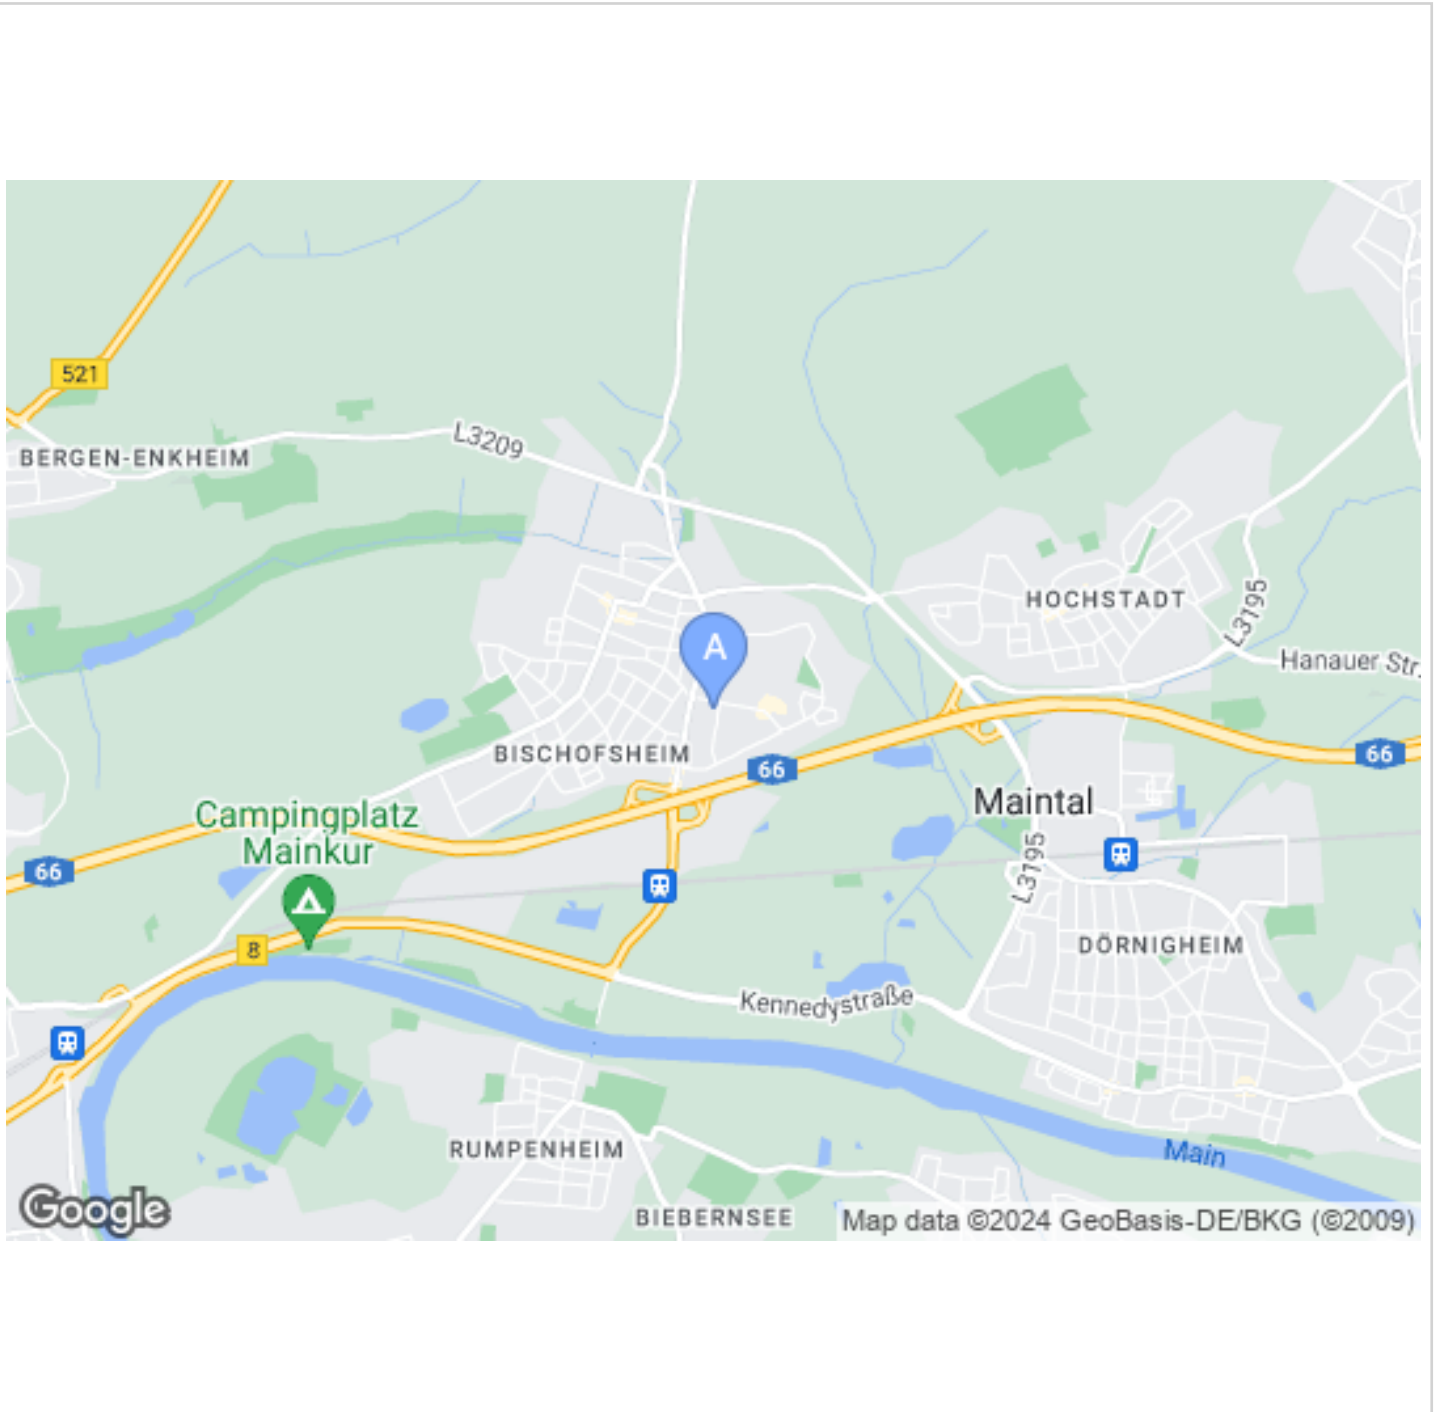 521
BERGEN-ENKHEIM
L3209
HOCHSTADT
L3195
Hanauer Str.
A
BISCHOFSHEIM
66
66
Maintal
Campingplatz
Mainkur
66
L3195
8
DÖRNIGHEIM
Kennedystraße
RUMPENHEIM
Main
BIEBERNSEE
Google
Map data ©2024 GeoBasis-DE/BKG (©2009)